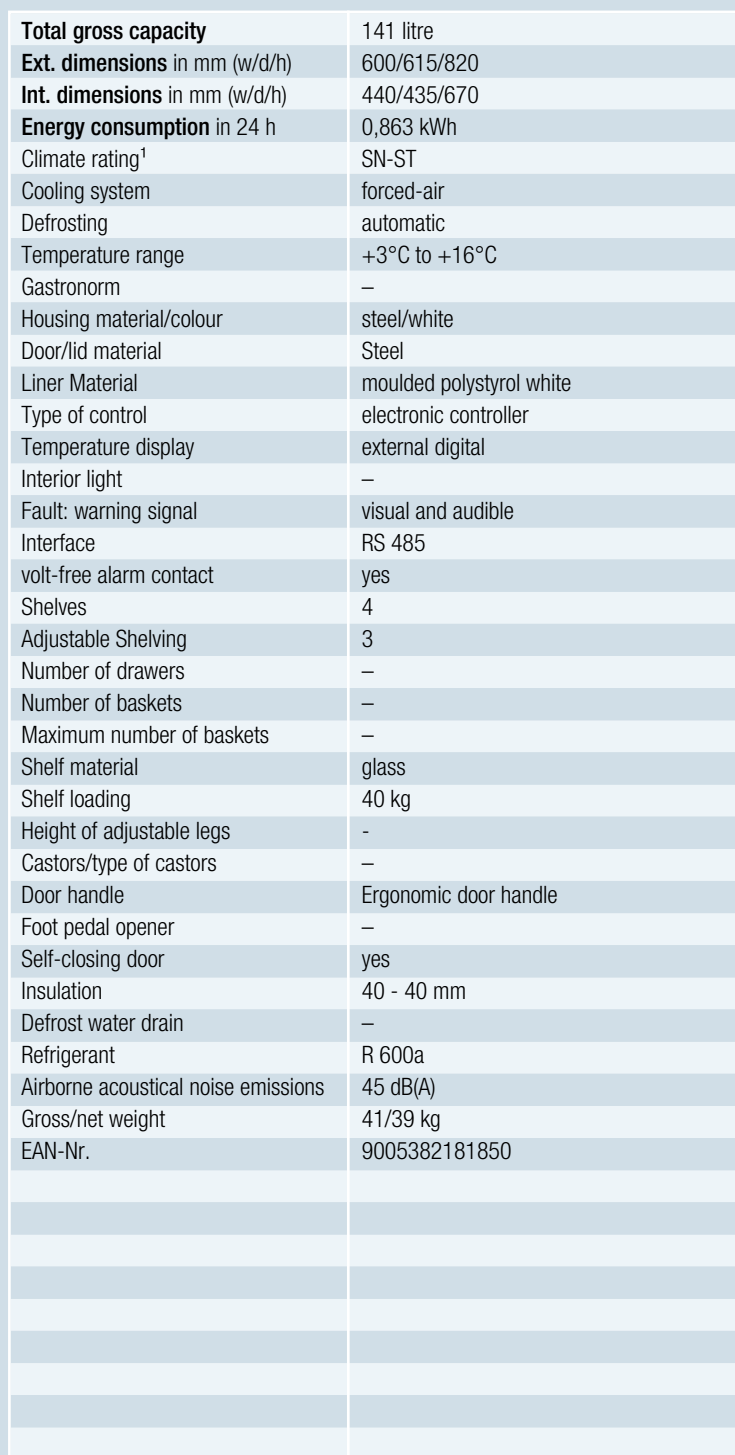 Total gross capacity 141 litre
Ext. dimensions in mm (w/d/h) 600/615/820
Int. dimensions in mm (w/d/h) 440/435/670
Energy consumption in 24 h 0,863 kWh
Climate rating¹ SN-ST
Cooling system forced-air
Defrosting automatic
Temperature range +3°C to +16°C
Gastronorm –
Housing material/colour steel/white
Door/lid material Steel
Liner Material moulded polystyrol white
Type of control electronic controller
Temperature display external digital
Interior light –
Fault: warning signal visual and audible
Interface RS 485
volt-free alarm contact yes
Shelves 4
Adjustable Shelving 3
Number of drawers –
Number of baskets –
Maximum number of baskets –
Shelf material glass
Shelf loading 40 kg
Height of adjustable legs -
Castors/type of castors –
Door handle Ergonomic door handle
Foot pedal opener –
Self-closing door yes
Insulation 40 - 40 mm
Defrost water drain –
Refrigerant R 600a
Airborne acoustical noise emissions 45 dB(A)
Gross/net weight 41/39 kg
EAN-Nr. 9005382181850